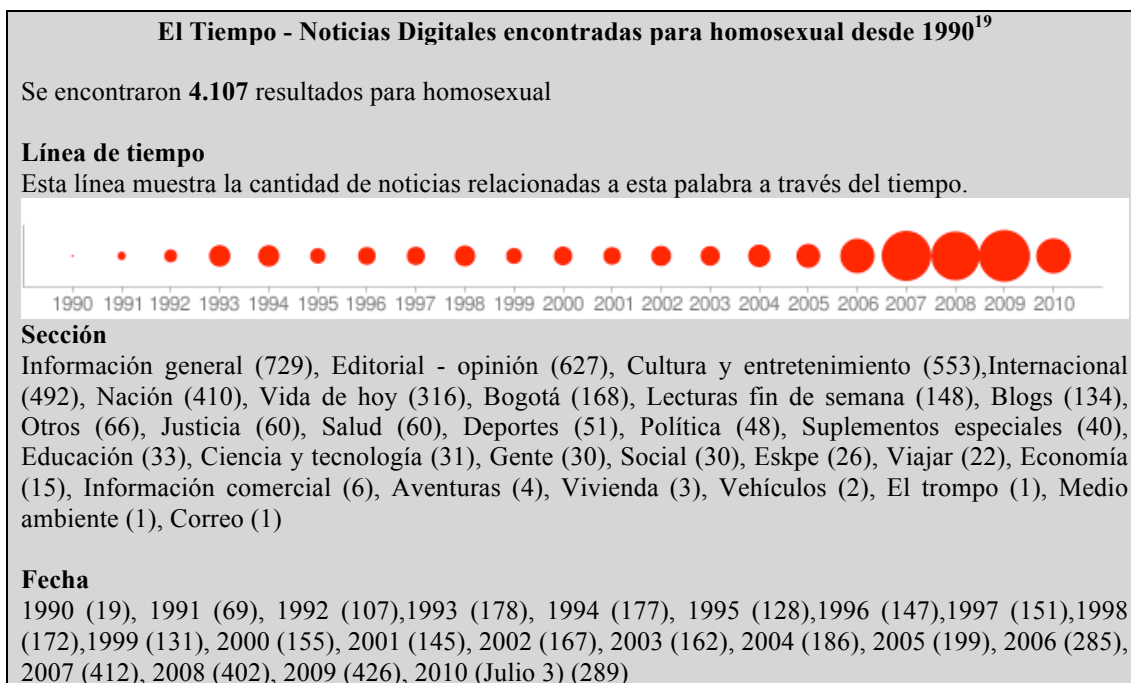 El Tiempo - Noticias Digitales encontradas para homosexual desde 199019
Se encontraron 4.107 resultados para homosexual
Línea de tiempo
Esta línea muestra la cantidad de noticias relacionadas a esta palabra a través del tiempo.
1990 1991 1992 1993 1994 1995 1996 1997 1998 1999 2000 2001 2002 2003 2004 2005 2006 2007 2008 2009 2010
Sección
Información general (729), Editorial - opinión (627), Cultura y entretenimiento (553),Internacional
(492), Nación (410), Vida de hoy (316), Bogotá (168), Lecturas fin de semana (148), Blogs (134),
Otros (66), Justicia (60), Salud (60), Deportes (51), Política (48), Suplementos especiales (40),
Educación (33), Ciencia y tecnología (31), Gente (30), Social (30), Eskpe (26), Viajar (22), Economía
(15), Información comercial (6), Aventuras (4), Vivienda (3), Vehículos (2), El trompo (1), Medio
ambiente (1), Correo (1)
Fecha
1990 (19), 1991 (69), 1992 (107),1993 (178), 1994 (177), 1995 (128),1996 (147),1997 (151),1998
(172),1999 (131), 2000 (155), 2001 (145), 2002 (167), 2003 (162), 2004 (186), 2005 (199), 2006 (285),
2007 (412), 2008 (402), 2009 (426), 2010 (Julio 3) (289)